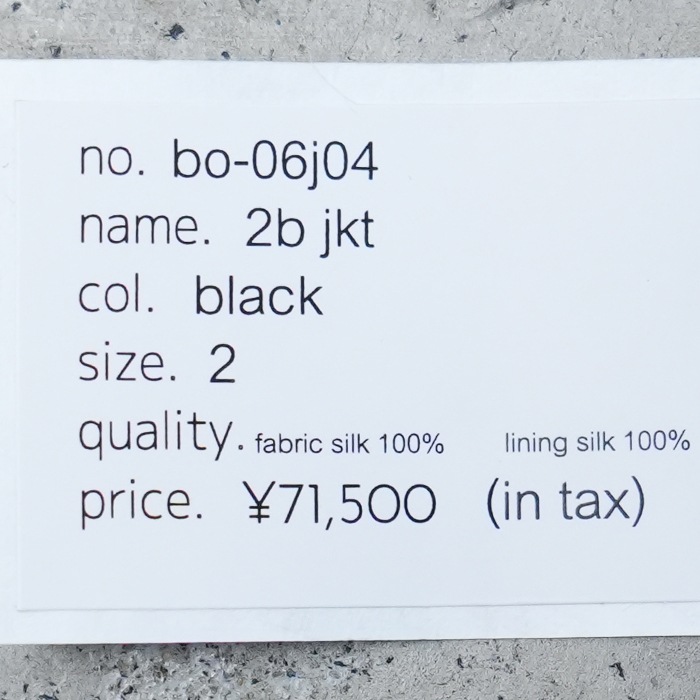 no. bo-06j04
name. 2b jkt
col. black
size. 2
quality. fabric silk 100% lining silk 100%
price. ¥71,500 (in tax)